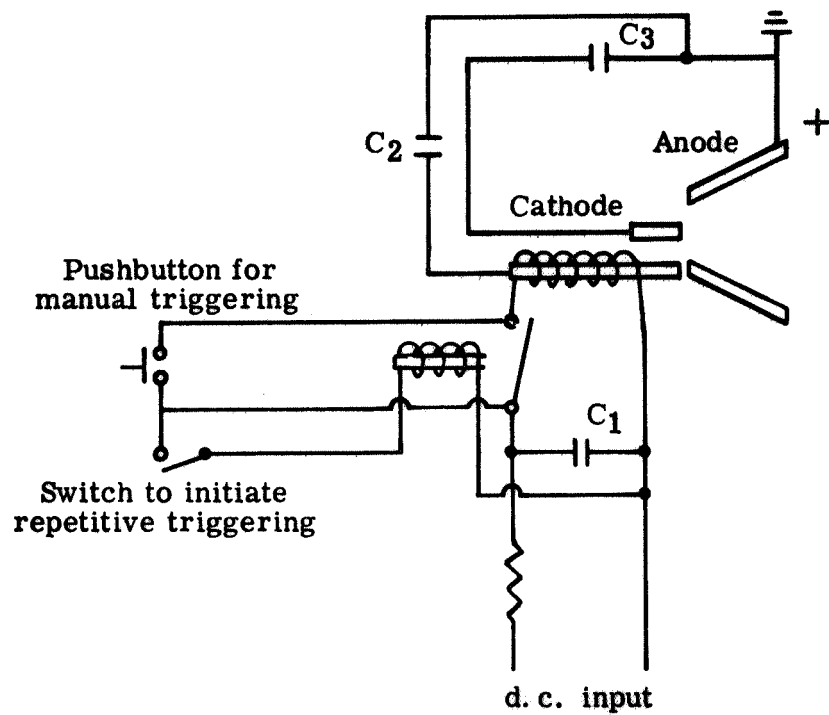 C3
+
C2
Anode
Cathode
Pushbutton for
manual triggering
C1
Switch to initiate
repetitive triggering
d. c. input